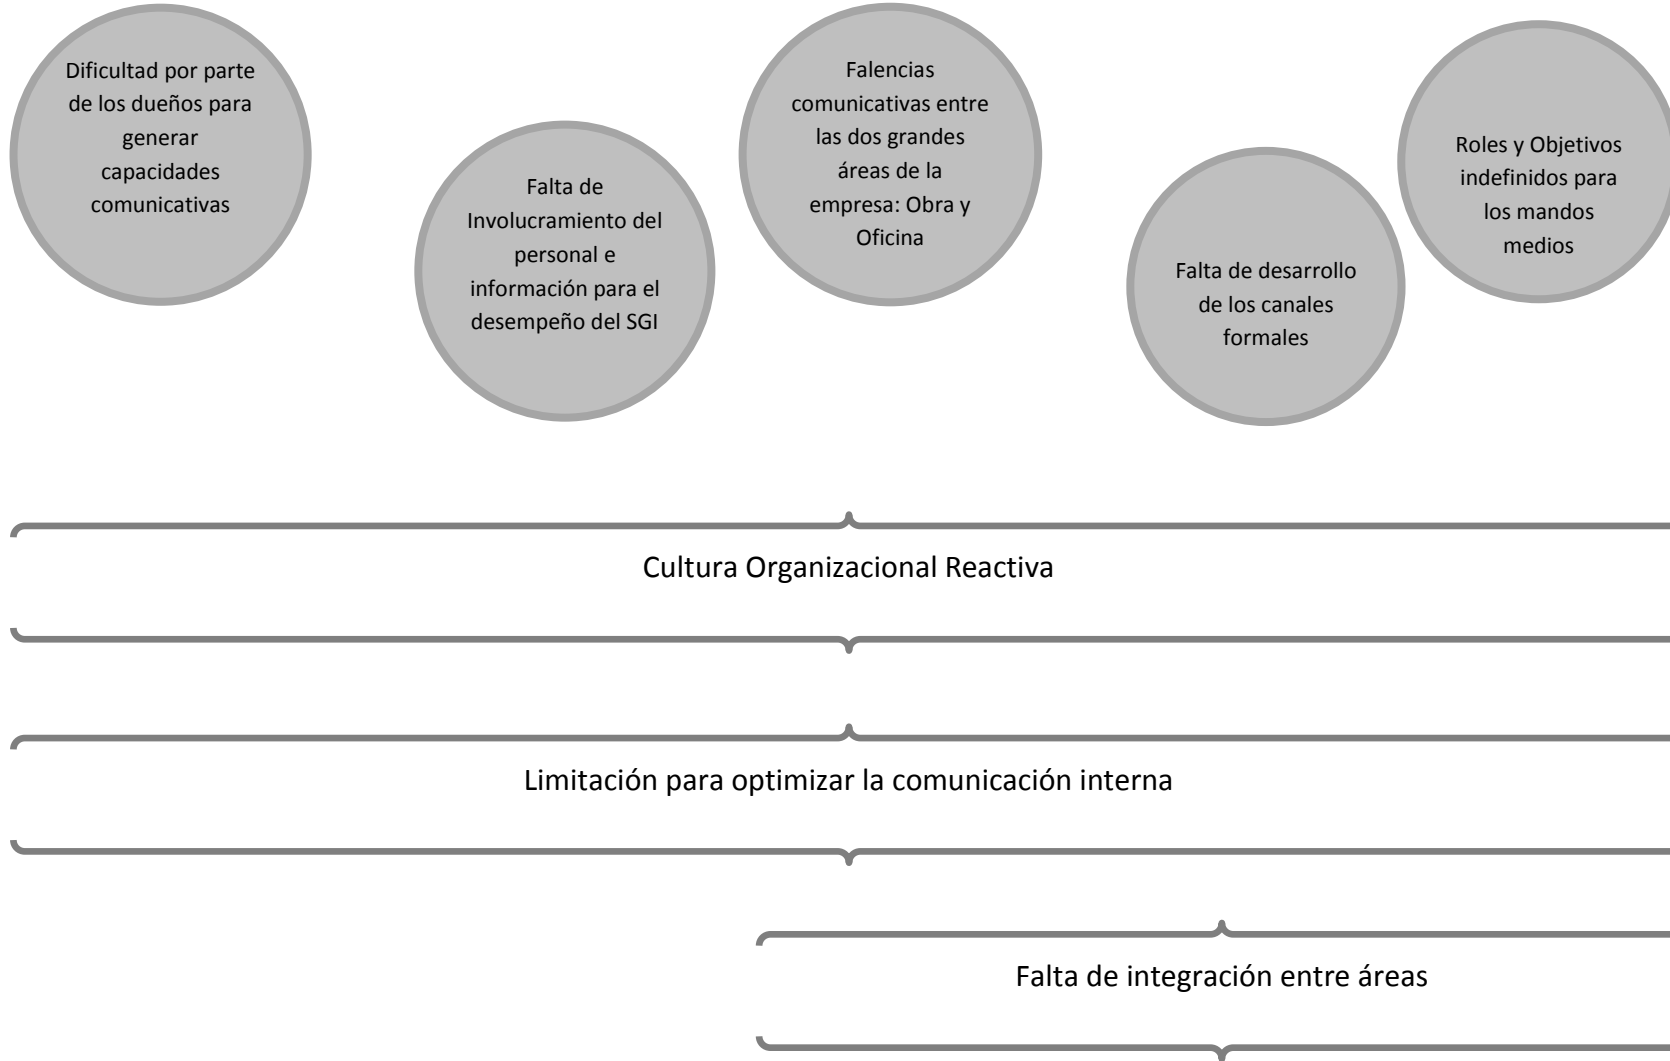 Dificultad por parte
de los dueños para
generar
capacidades
comunicativas
Falta de
Involucramiento del
personal e
información para el
desempeño del SGI
Falencias
comunicativas entre
las dos grandes
áreas de la
empresa: Obra y
Oficina
Falta de desarrollo
de los canales
formales
Roles y Objetivos
indefinidos para
los mandos
medios
Cultura Organizacional Reactiva
Limitación para optimizar la comunicación interna
Falta de integración entre áreas